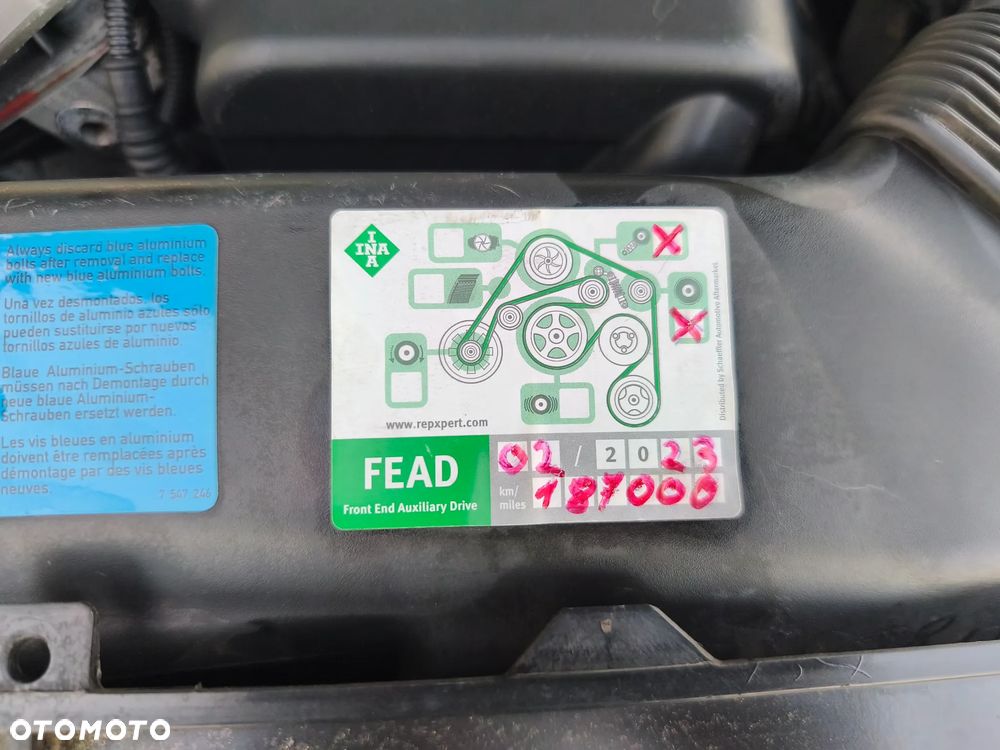 Always discard blue aluminium
bolts after removal and replace
with new blue aluminium bolts.
Una vez desmontados, los
tornillos de aluminio azules sólo
pueden sustituirse por nuevos
tornillos azules de aluminio.
Blaue Aluminium-Schrauben
müssen nach Demontage durch
neue blaue Aluminium-
Schrauben ersetzt werden.
Les vis bleues en aluminium
doivent être remplacées après
démontage par des vis bleues
neuves.
7 547 246
INA
INA
X
X
www.repxpert.com
Distributed by Schaeffler Automotive Aftermarket
FEAD
Front End Auxiliary Drive
02 / 2023
km/
miles
187000
OTOMOTO